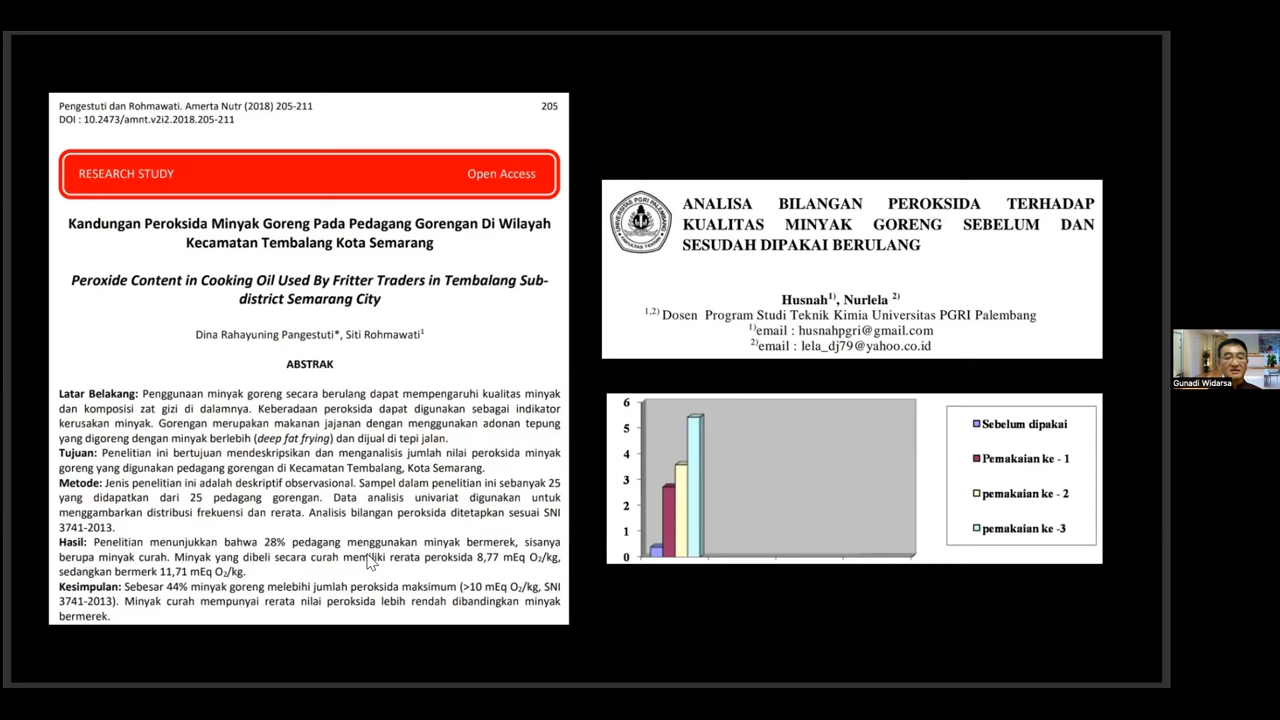 Pengestuti dan Rohmawati. Amerta Nutr (2018) 205-211
205
DOI : 10.2473/amnt.v2i2.2018.205-211
RESEARCH STUDY
Open Access
Kandungan Peroksida Minyak Goreng Pada Pedagang Gorengan Di Wilayah
Kecamatan Tembalang Kota Semarang
Peroxide Content in Cooking Oil Used By Fritter Traders in Tembalang Sub-
district Semarang City
Dina Rahayuning Pangestuti*, Siti Rohmawati¹
ABSTRAK
Latar Belakang: Penggunaan minyak goreng secara berulang dapat mempengaruhi kualitas minyak
dan komposisi zat gizi di dalamnya. Keberadaan peroksida dapat digunakan sebagai indikator
kerusakan minyak. Gorengan merupakan makanan jajanan dengan menggunakan adonan tepung
yang digoreng dengan minyak berlebih (deep fat frying) dan dijual di tepi jalan.
Tujuan: Penelitian ini bertujuan mendeskripsikan dan menganalisis jumlah nilai peroksida minyak
goreng yang digunakan pedagang gorengan di Kecamatan Tembalang, Kota Semarang.
Metode: Jenis penelitian ini adalah deskriptif observasional. Sampel dalam penelitian ini sebanyak 25
yang didapatkan dari 25 pedagang gorengan. Data analisis univariat digunakan untuk
menggambarkan distribusi frekuensi dan rerata. Analisis bilangan peroksida ditetapkan sesuai SNI
3741-2013.
Hasil: Penelitian menunjukkan bahwa 28% pedagang menggunakan minyak bermerek, sisanya
berupa minyak curah. Minyak yang dibeli secara curah memiliki rerata peroksida 8,77 mEq O₂/kg,
sedangkan bermerk 11,71 mEq O₂/kg.
Kesimpulan: Sebesar 44% minyak goreng melebihi jumlah peroksida maksimum (>10 mEq O₂/kg, SNI
3741-2013). Minyak curah mempunyai rerata nilai peroksida lebih rendah dibandingkan minyak
bermerek.
UNIVERSITAS PGRI PALEMBANG
FAKULTAS TEKNIK
ANALISA BILANGAN PEROKSIDA TERHADAP
KUALITAS MINYAK GORENG SEBELUM DAN
SESUDAH DIPAKAI BERULANG
Husnah¹⁾, Nurlela ²⁾
¹,²⁾ Dosen Program Studi Teknik Kimia Universitas PGRI Palembang
¹⁾email : husnahpgri@gmail.com
²⁾email : lela_dj79@yahoo.co.id
6
5
4
3
2
1
0
Sebelum dipakai
Pemakaian ke - 1
pemakaian ke - 2
pemakaian ke -3
Gunadi Widarsa